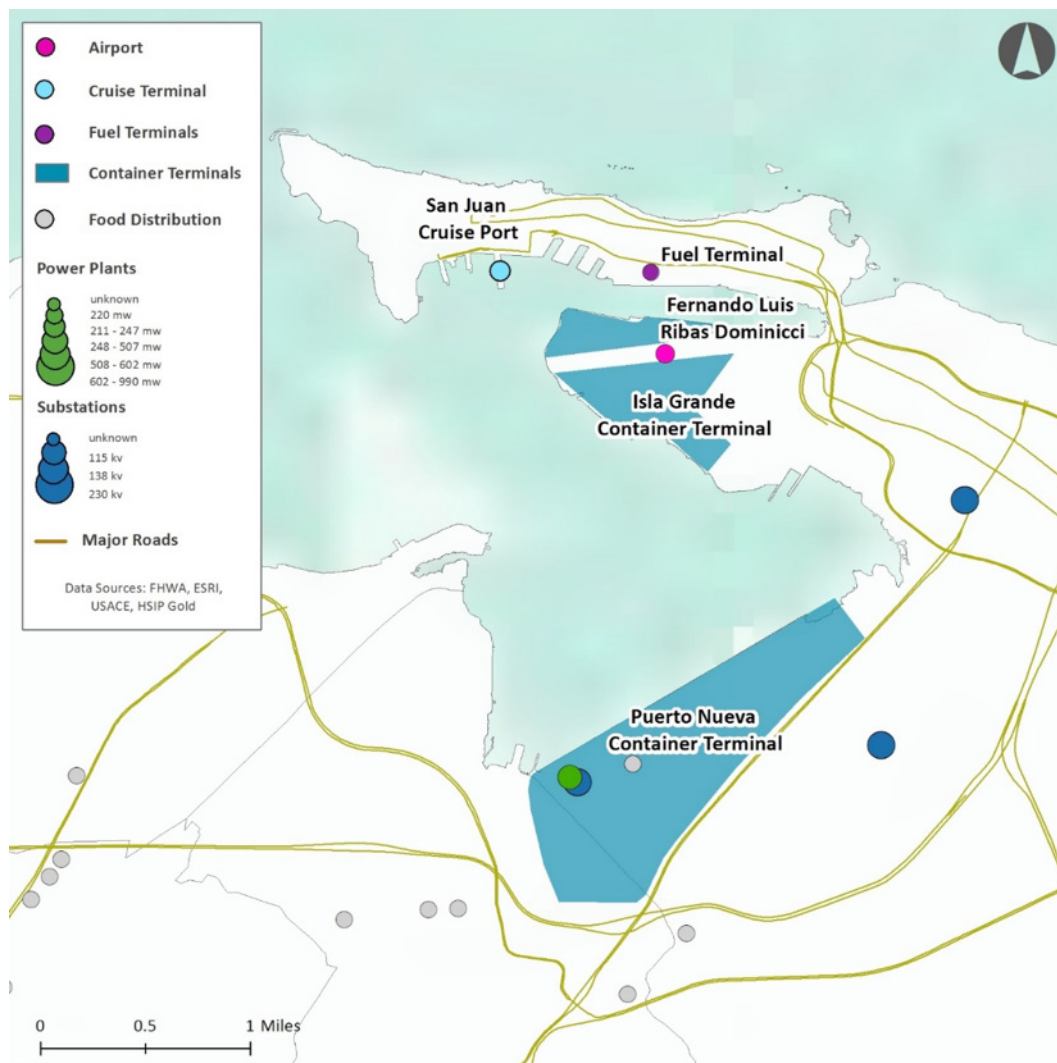 Airport
Cruise Terminal
Fuel Terminals
Container Terminals
Food Distribution
Power Plants
unknown
220 mw
211 - 247 mw
248 - 507 mw
508 - 602 mw
602 - 990 mw
Substations
unknown
115 kv
138 kv
230 kv
Major Roads
Data Sources: FHWA, ESRI,
USACE, HSIP Gold
San Juan
Cruise Port
Fuel Terminal
Fernando Luis
Ribas Dominicci
Isla Grande
Container Terminal
Puerto Nueva
Container Terminal
0 0.5 1 Miles